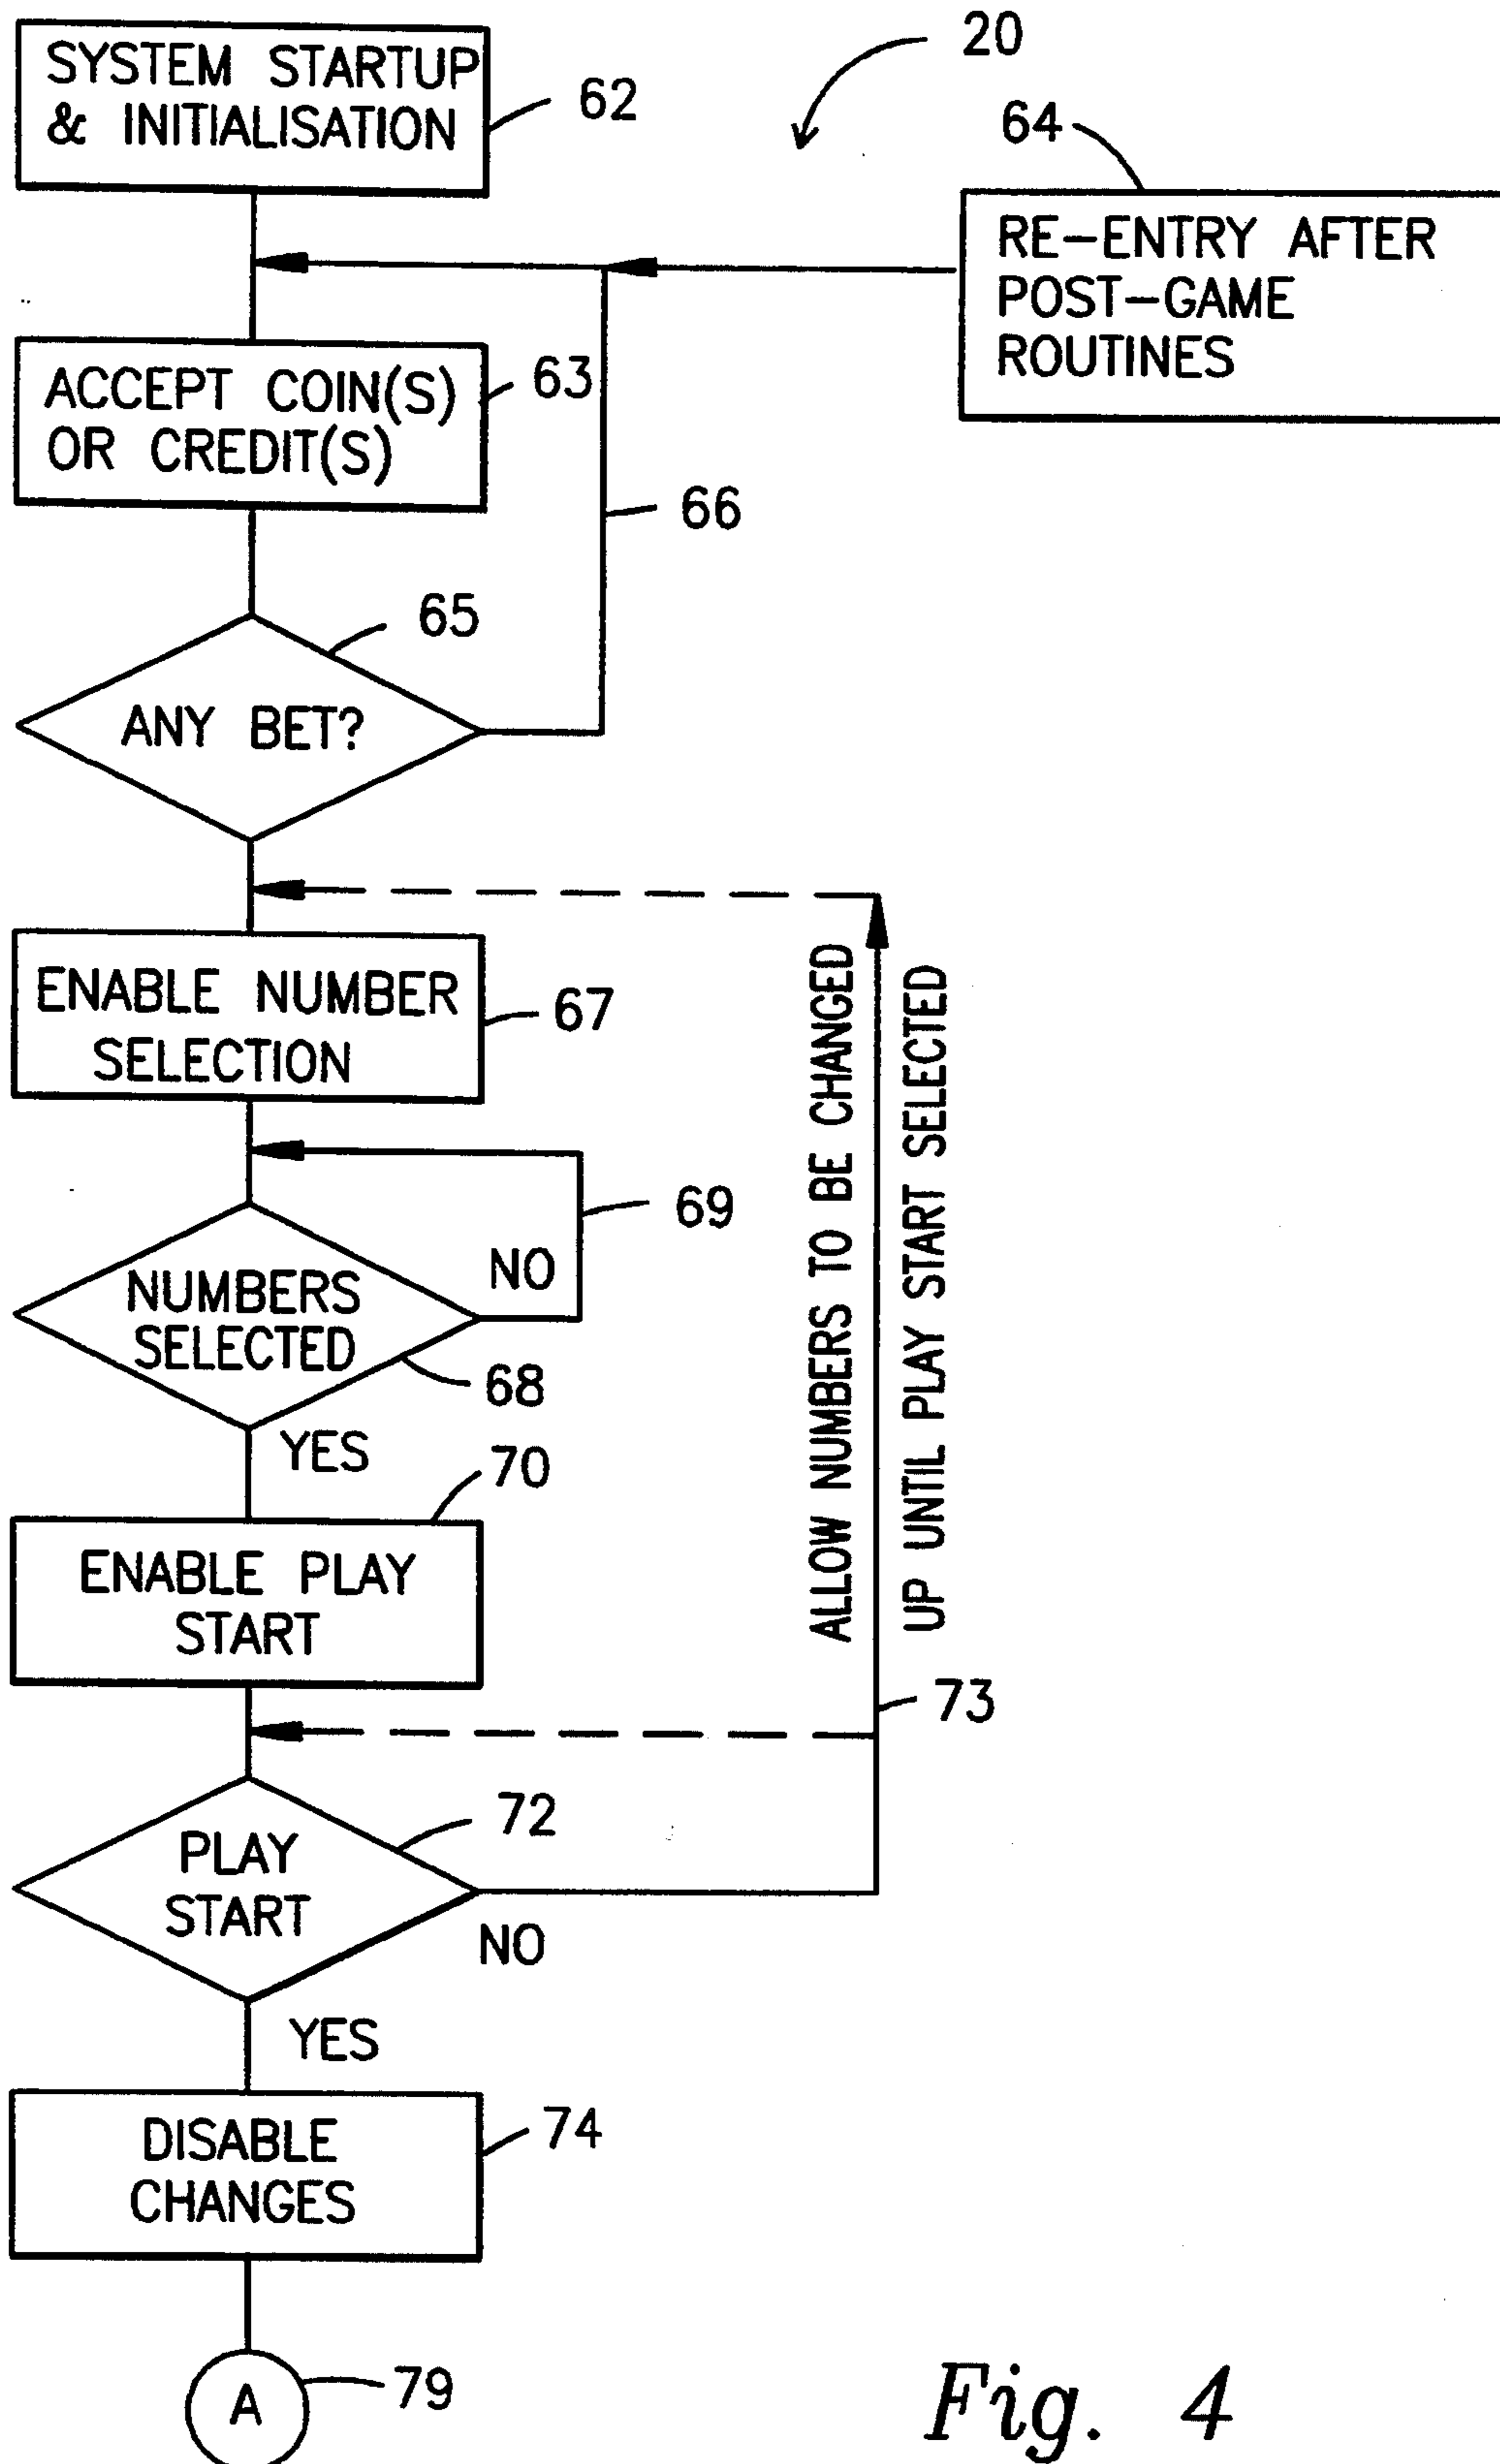 20
SYSTEM STARTUP
& INITIALISATION
62
64
RE-ENTRY AFTER
POST-GAME
ROUTINES
ACCEPT COIN(S)
OR CREDIT(S)
63
66
65
ANY BET?
ENABLE NUMBER
SELECTION
67
69
NO
NUMBERS
SELECTED
68
YES
70
ENABLE PLAY
START
ALLOW NUMBERS TO BE CHANGED
UP UNTIL PLAY START SELECTED
73
72
PLAY
START
NO
YES
DISABLE
CHANGES
74
A
79
Fig. 4